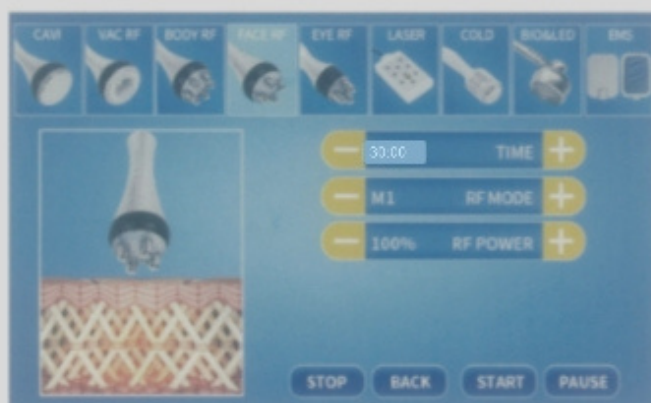 CAVI VAC RF BODY RF FACE RF EYE RF LASER COLD BIO&LED EMS
30:00 TIME
M1 RF MODE
100% RF POWER
STOP BACK START PAUSE